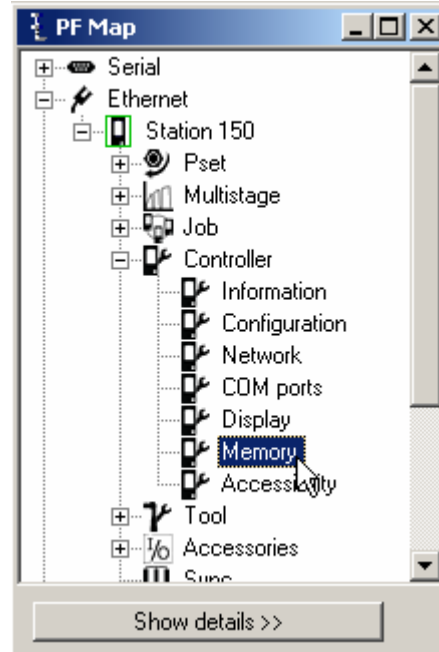 PF Map
Serial
Ethernet
Station 150
Pset
Multistage
Job
Controller
Information
Configuration
Network
COM ports
Display
Memory
Accessibility
Tool
I/O Accessories
Sync
Show details >>